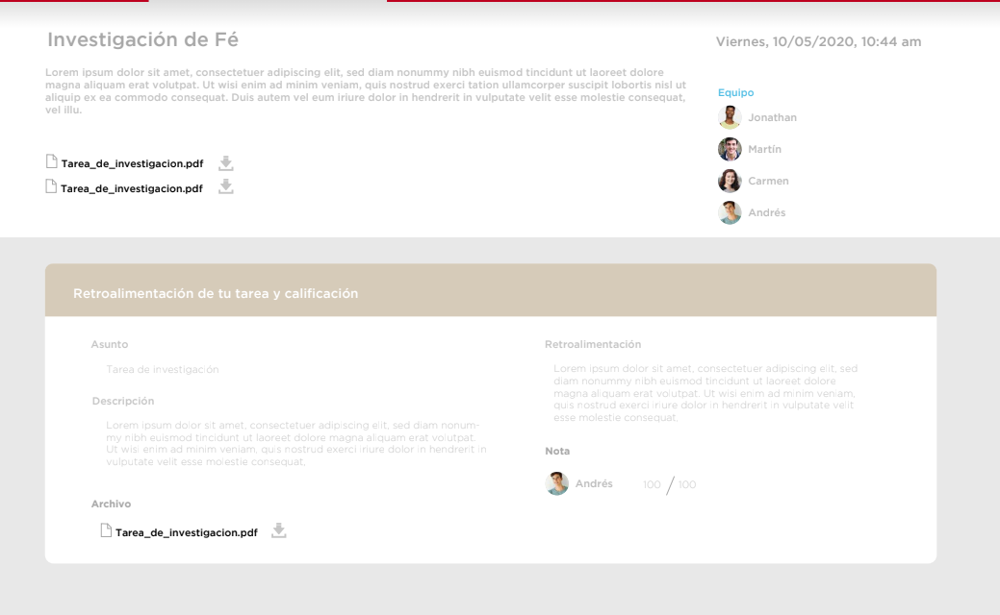 Investigación de Fé
Viernes, 10/05/2020, 10:44 am
Lorem ipsum dolor sit amet, consectetuer adipiscing elit, sed diam nonummy nibh euismod tincidunt ut laoreet dolore
magna aliquam erat volutpat. Ut wisi enim ad minim veniam, quis nostrud exerci tation ullamcorper suscipit lobortis nisl ut
aliquip ex ea commodo consequat. Duis autem vel eum iriure dolor in hendrerit in vulputate velit esse molestie consequat,
vel illu.
Tarea_de_investigacion.pdf
Tarea_de_investigacion.pdf
Equipo
Jonathan
Martín
Carmen
Andrés
Retroalimentación de tu tarea y calificación
Asunto
Tarea de investigación
Descripción
Lorem ipsum dolor sit amet, consectetuer adipiscing elit, sed diam nonum-
my nibh euismod tincidunt ut laoreet dolore magna aliquam erat volutpat.
Ut wisi enim ad minim veniam, quis nostrud exerci iriure dolor in hendrerit in
vulputate velit esse molestie consequat,
Archivo
Tarea_de_investigacion.pdf
Retroalimentación
Lorem ipsum dolor sit amet, consectetuer adipiscing elit, sed
diam nonummy nibh euismod tincidunt ut laoreet dolore
magna aliquam erat volutpat. Ut wisi enim ad minim veniam,
quis nostrud exerci iriure dolor in hendrerit in vulputate velit
esse molestie consequat,
Nota
Andrés 100 / 100